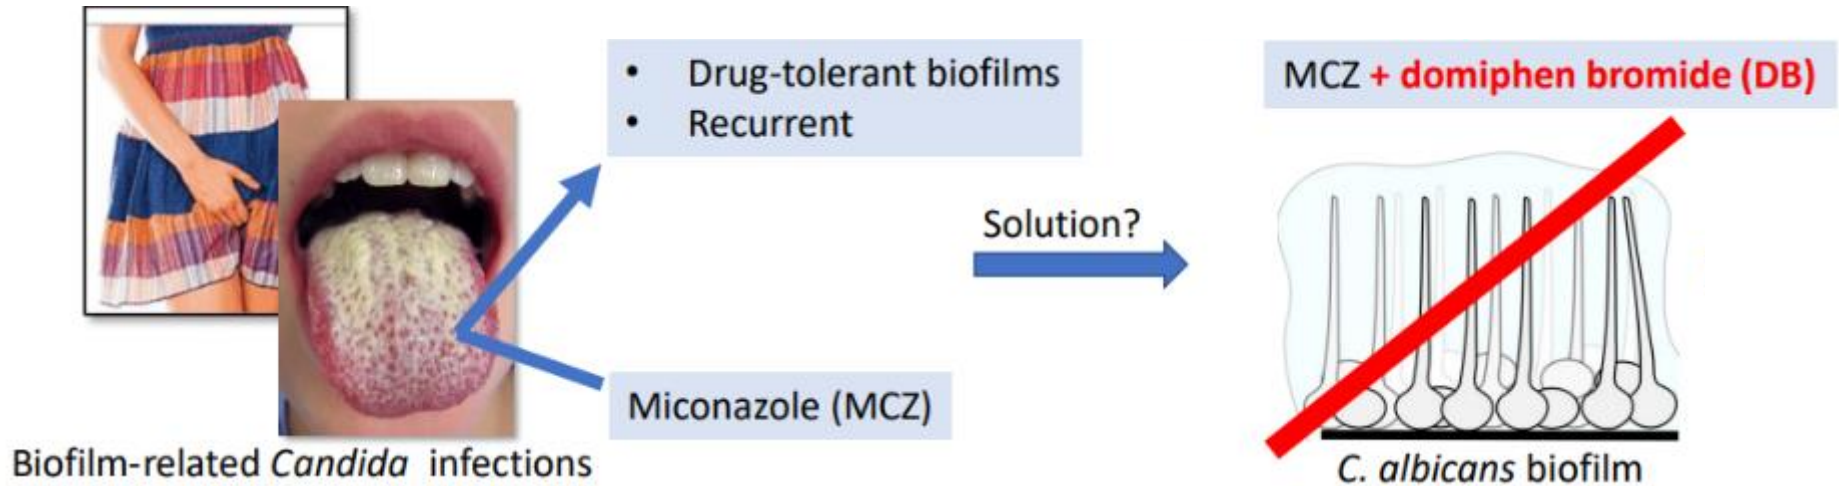 • Drug-tolerant biofilms
• Recurrent
Miconazole (MCZ)
Biofilm-related Candida infections
Solution?
MCZ + domiphen bromide (DB)
C. albicans biofilm